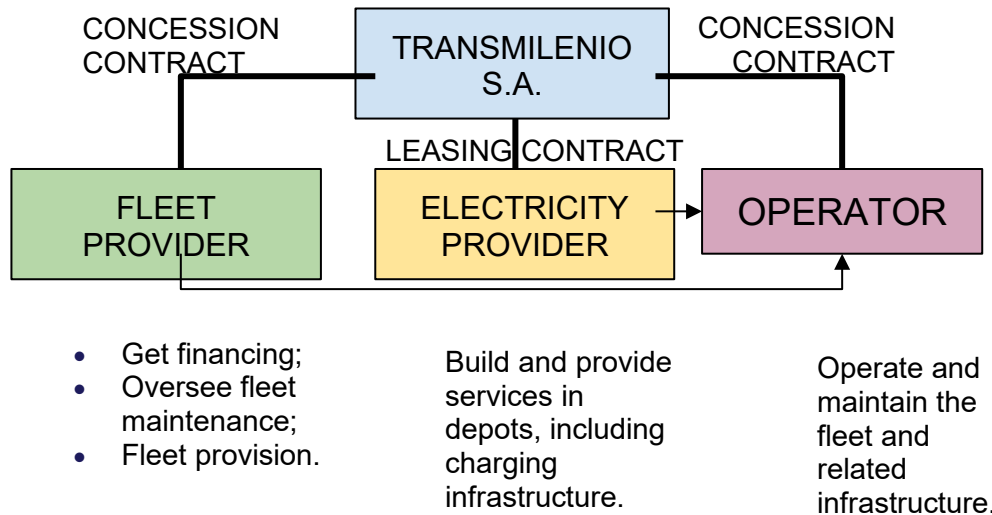 CONCESSION
CONTRACT
TRANSMILENIO
S.A.
CONCESSION
CONTRACT
LEASING CONTRACT
FLEET
PROVIDER
ELECTRICITY
PROVIDER
OPERATOR
• Get financing;
• Oversee fleet
maintenance;
• Fleet provision.
Build and provide
services in
depots, including
charging
infrastructure.
Operate and
maintain the
fleet and
related
infrastructure.